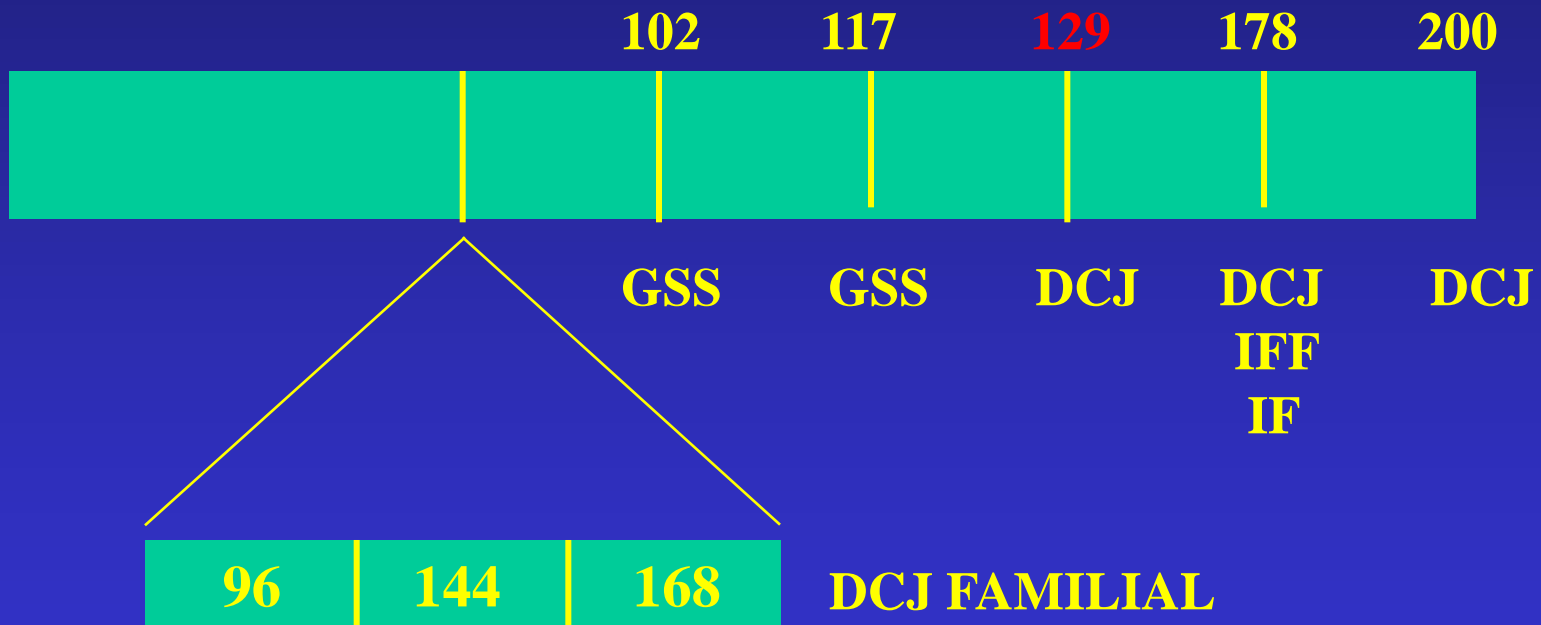 102 117 129 178 200
GSS GSS DCJ DCJ DCJ
IFF
IF
96 144 168 DCJ FAMILIAL